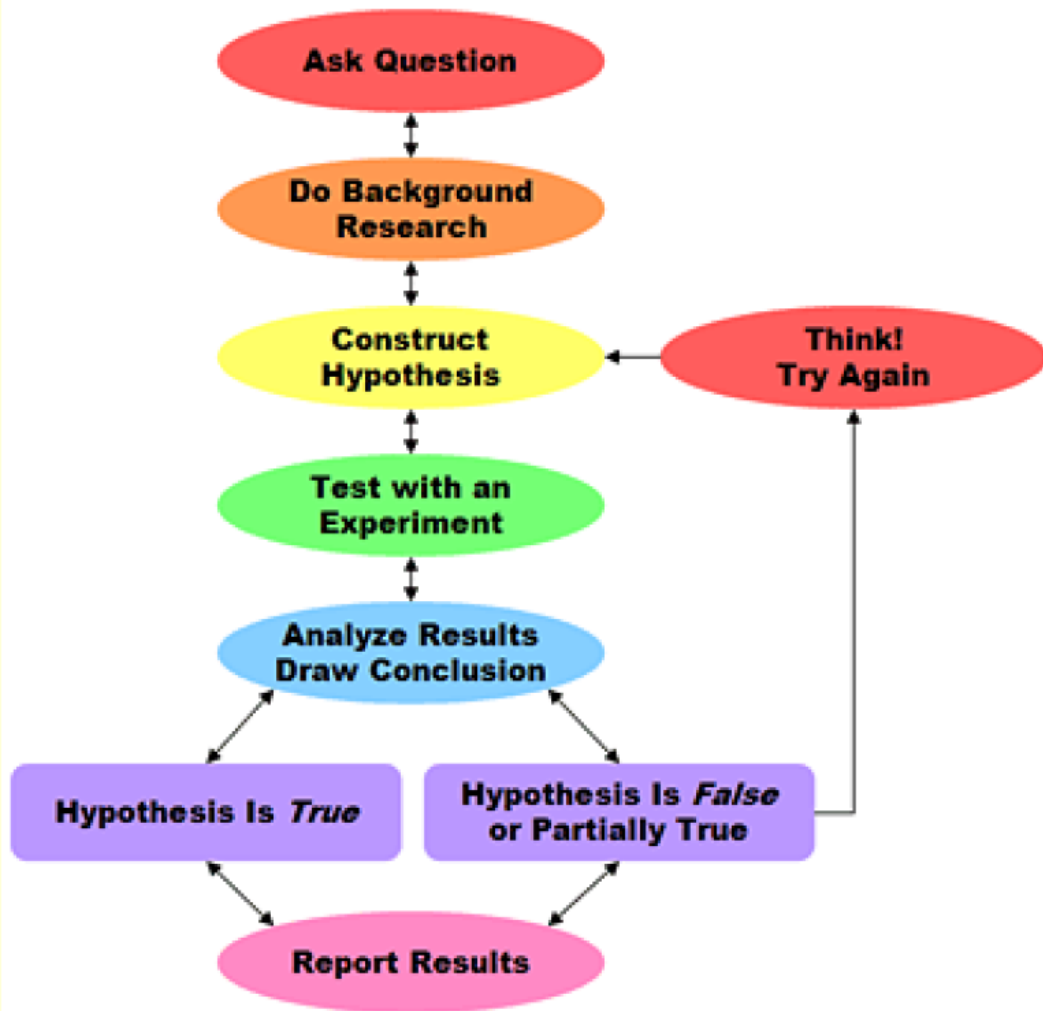 Ask Question
Do Background
Research
Construct
Hypothesis
Think!
Try Again
Test with an
Experiment
Analyze Results
Draw Conclusion
Hypothesis Is True
Hypothesis Is False
or Partially True
Report Results